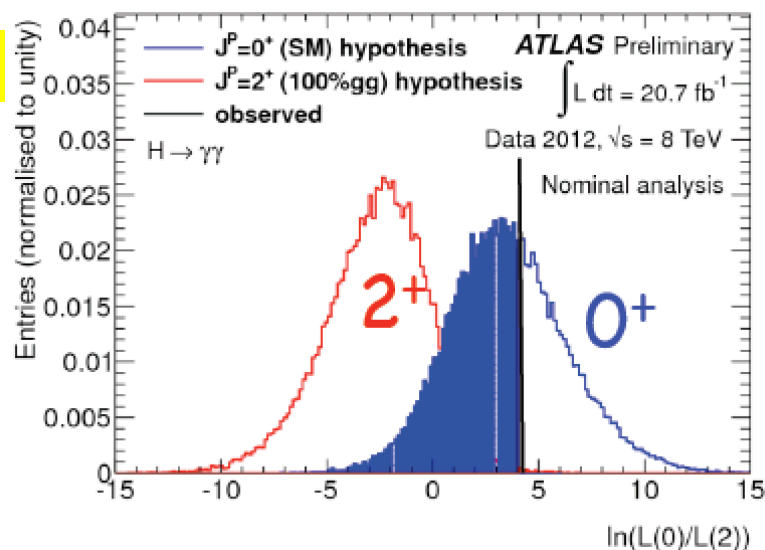 Entries (normalised to unity)
0.04
0.035
0.03
0.025
0.02
0.015
0.01
0.005
0
J^P=0^+ (SM) hypothesis
J^P=2^+ (100%gg) hypothesis
observed
H → γγ
ATLAS Preliminary
∫L dt = 20.7 fb^-1
Data 2012, √s = 8 TeV
Nominal analysis
2^+
0^+
-15 -10 -5 0 5 10 15
ln(L(0)/L(2))